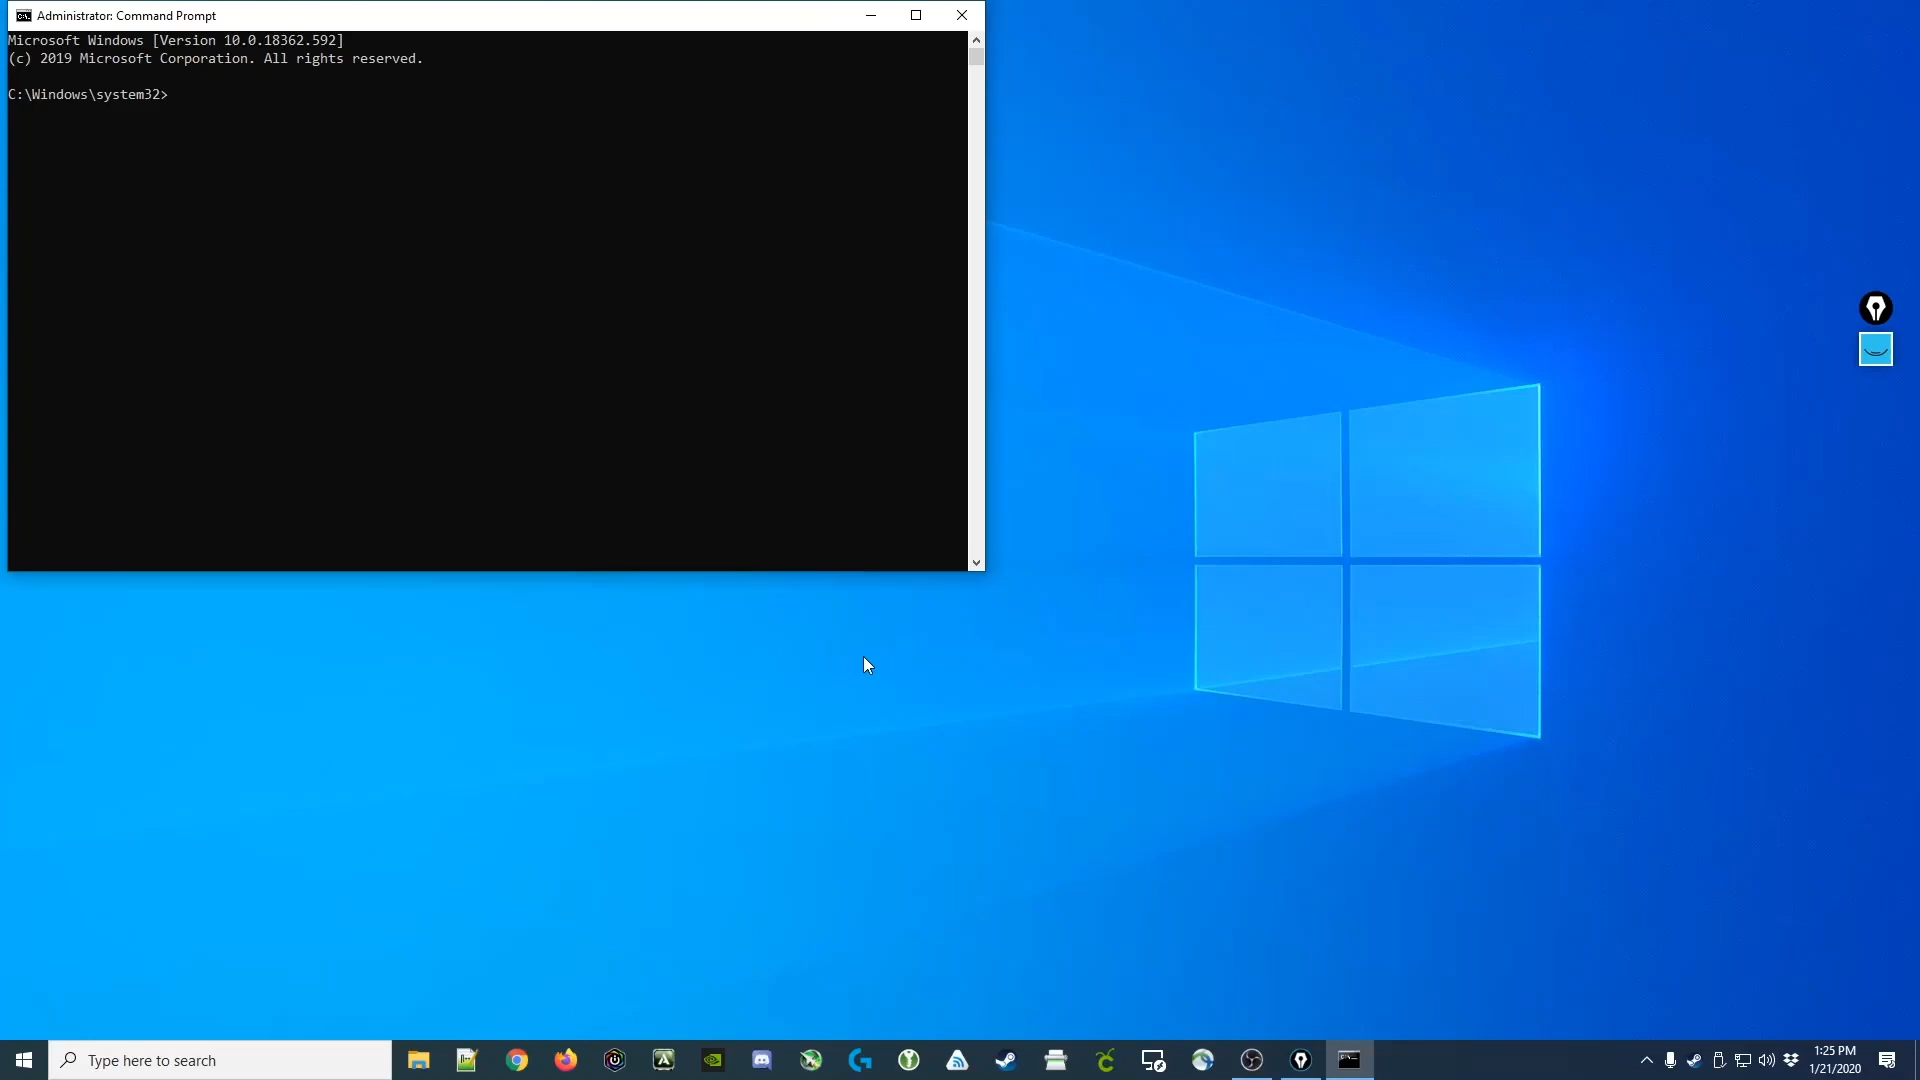 Administrator: Command Prompt
Microsoft Windows [Version 10.0.18362.592]
(c) 2019 Microsoft Corporation. All rights reserved.
C:\Windows\system32>
Type here to search
1:25 PM
1/21/2020